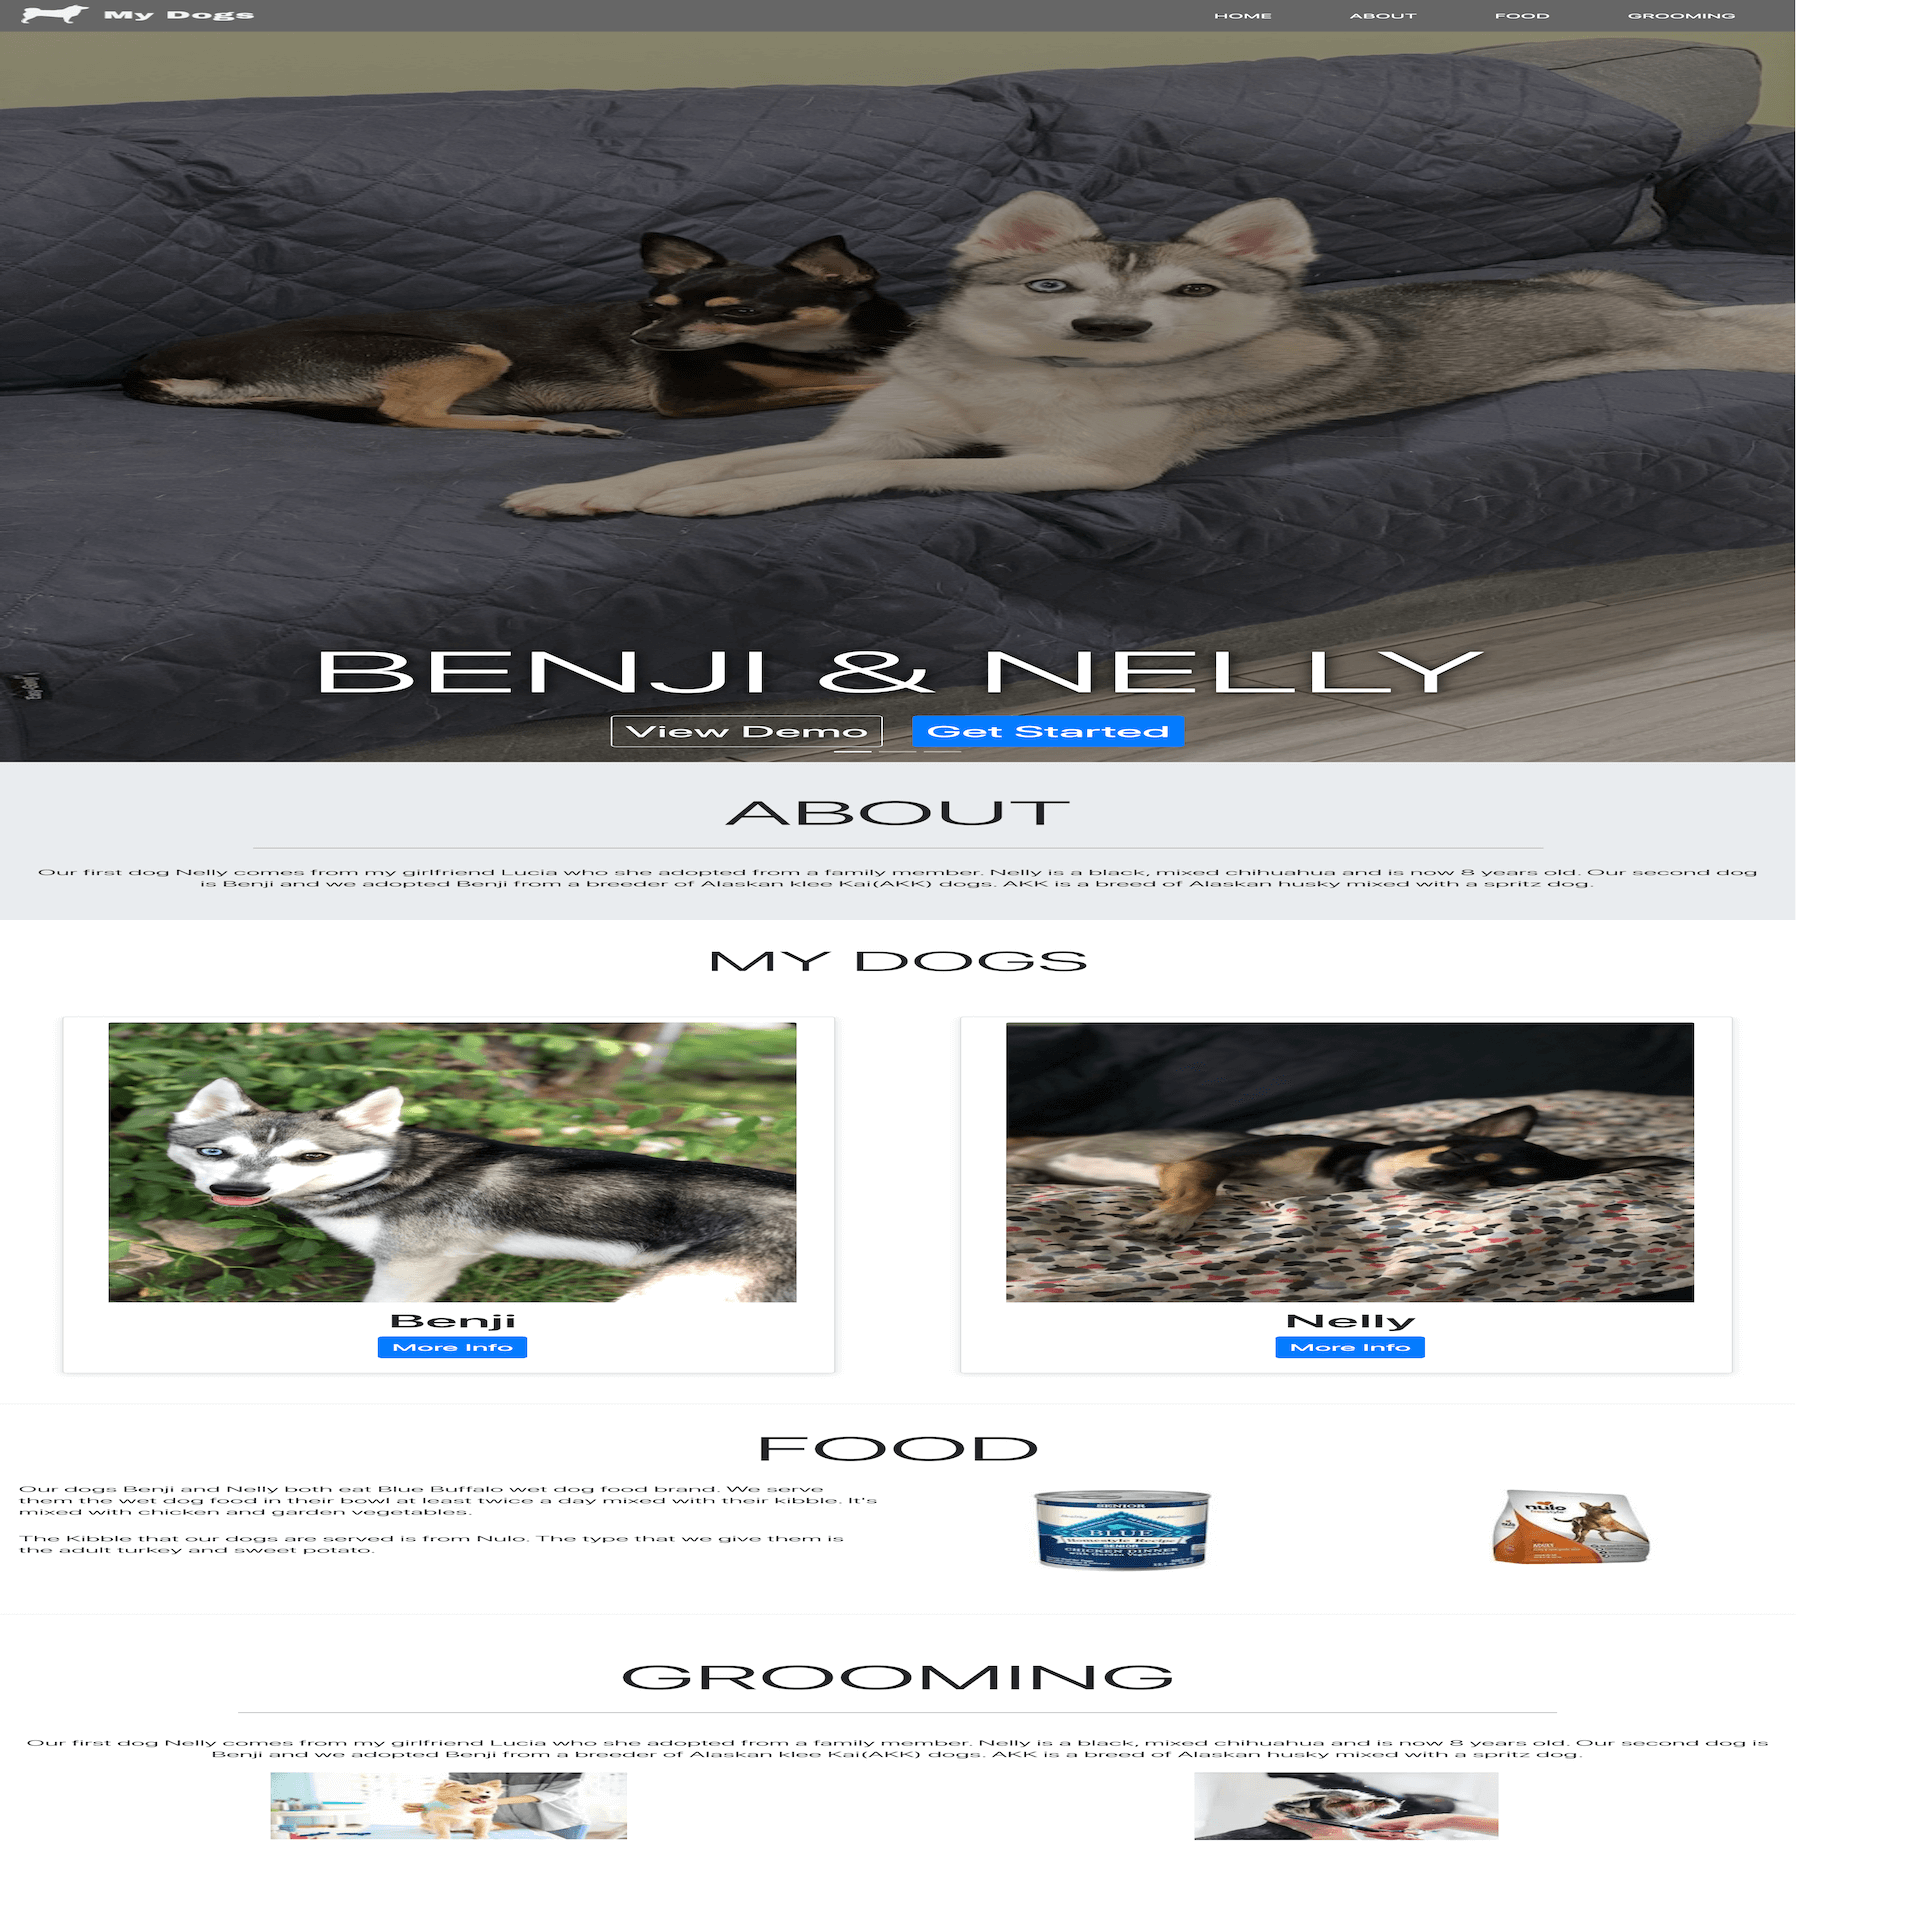 My Dogs
HOME ABOUT FOOD GROOMING
BENJI & NELLY
View Demo Get Started
ABOUT
Our first dog Nelly comes from my girlfriend Lucia who she adopted from a family member. Nelly is a black, mixed chihuahua and is now 8 years old. Our second dog
is Benji and we adopted Benji from a breeder of Alaskan klee Kai(AKK) dogs. AKK is a breed of Alaskan husky mixed with a spritz dog.
MY DOGS
Benji
More Info
Nelly
More Info
FOOD
Our dogs Benji and Nelly both eat Blue Buffalo wet dog food brand. We serve
them the wet dog food in their bowl at least twice a day mixed with their kibble. It's
mixed with chicken and garden vegetables.
The Kibble that our dogs are served is from Nulo. The type that we give them is
the adult turkey and sweet potato.
SENIOR
BLUE
Homestyle Recipe
SENIOR
CHICKEN DINNER
with Garden Vegetables
nulo
freestyle
GROOMING
Our first dog Nelly comes from my girlfriend Lucia who she adopted from a family member. Nelly is a black, mixed chihuahua and is now 8 years old. Our second dog is
Benji and we adopted Benji from a breeder of Alaskan klee Kai(AKK) dogs. AKK is a breed of Alaskan husky mixed with a spritz dog.